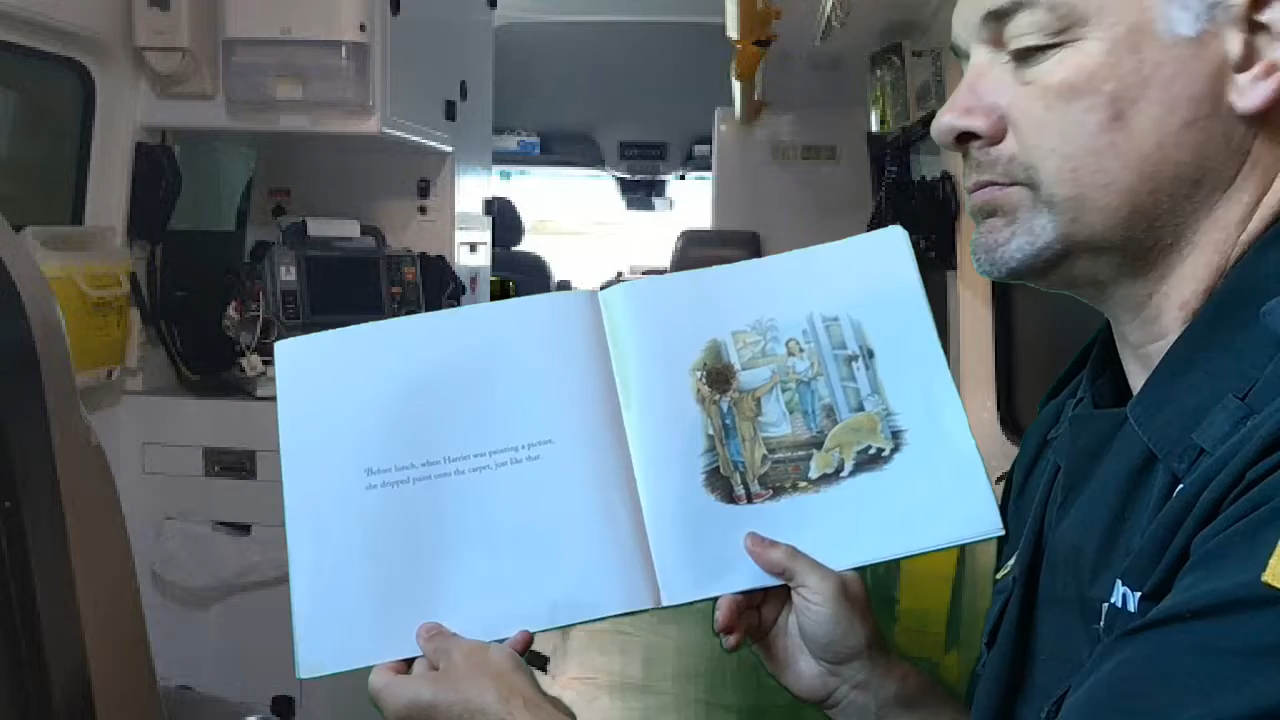 Before lunch, when Harriet was painting a picture,
she dripped paint onto the carpet, just like that.